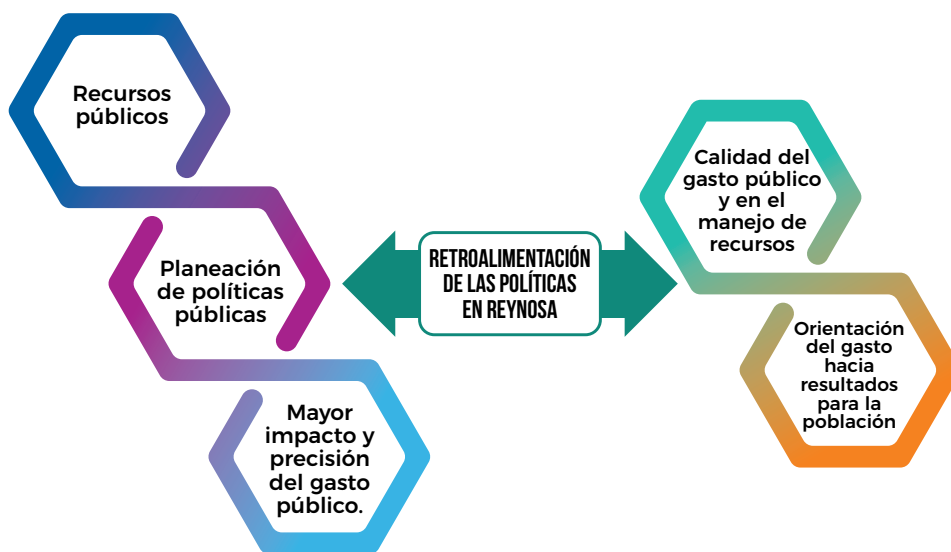 Recursos
públicos
Planeación
de políticas
públicas
Mayor
impacto y
precisión
del gasto
público.
RETROALIMENTACIÓN
DE LAS POLÍTICAS
EN REYNOSA
Calidad del
gasto público
y en el
manejo de
recursos
Orientación
del gasto
hacia
resultados
para la
población